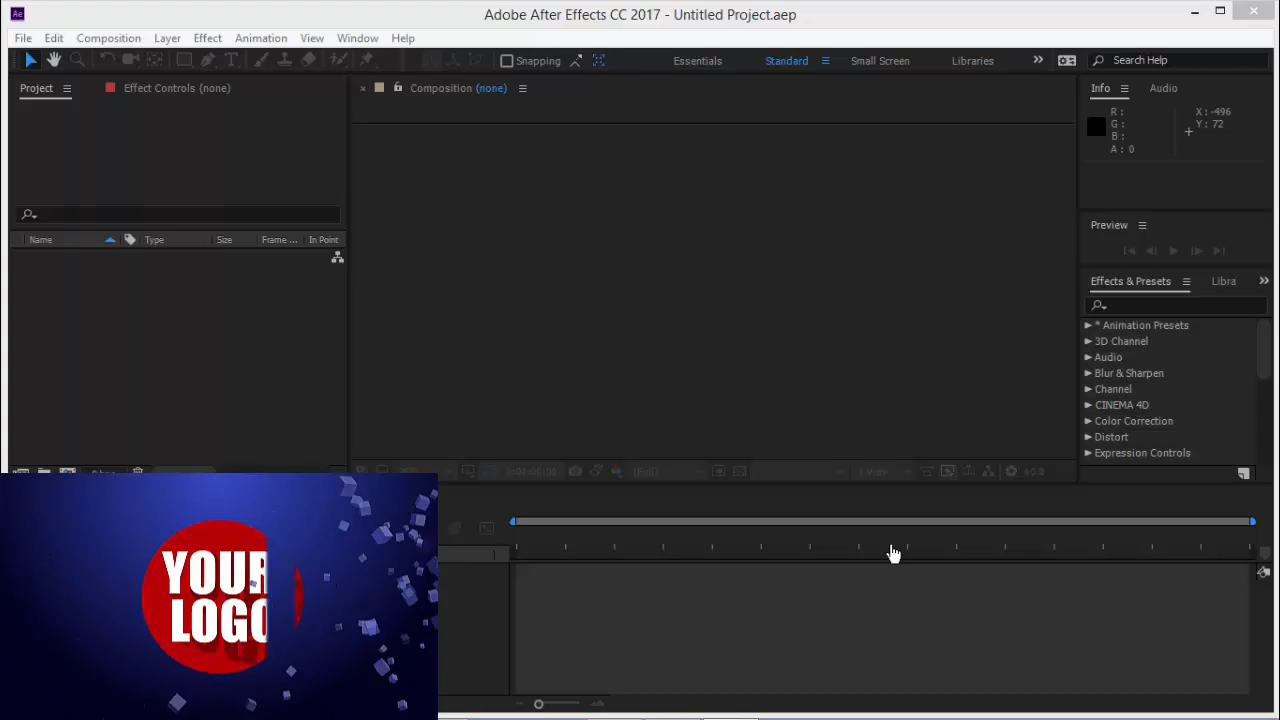 Ae
Adobe After Effects CC 2017 - Untitled Project.aep
File Edit Composition Layer Effect Animation View Window Help
Snapping Essentials Standard Small Screen Libraries Search Help
Project Effect Controls (none) Composition (none) Info Audio
R: X: -496
G: Y: 72
B:
A: 0
Preview
Name Type Size Frame ... In Point
Effects & Presets Libra
* Animation Presets
3D Channel
Audio
Blur & Sharpen
Channel
CINEMA 4D
Color Correction
Distort
Expression Controls
(Full)
YOUR
LOGO